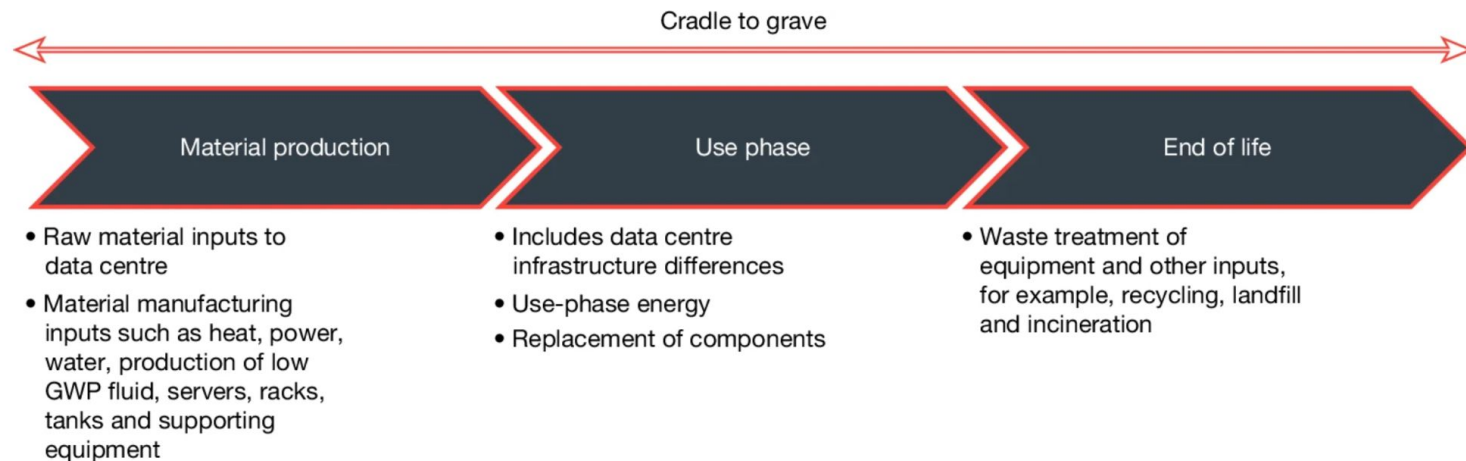 Cradle to grave
Material production
Use phase
End of life
• Raw material inputs to
data centre
• Material manufacturing
inputs such as heat, power,
water, production of low
GWP fluid, servers, racks,
tanks and supporting
equipment
• Includes data centre
infrastructure differences
• Use-phase energy
• Replacement of components
• Waste treatment of
equipment and other inputs,
for example, recycling, landfill
and incineration